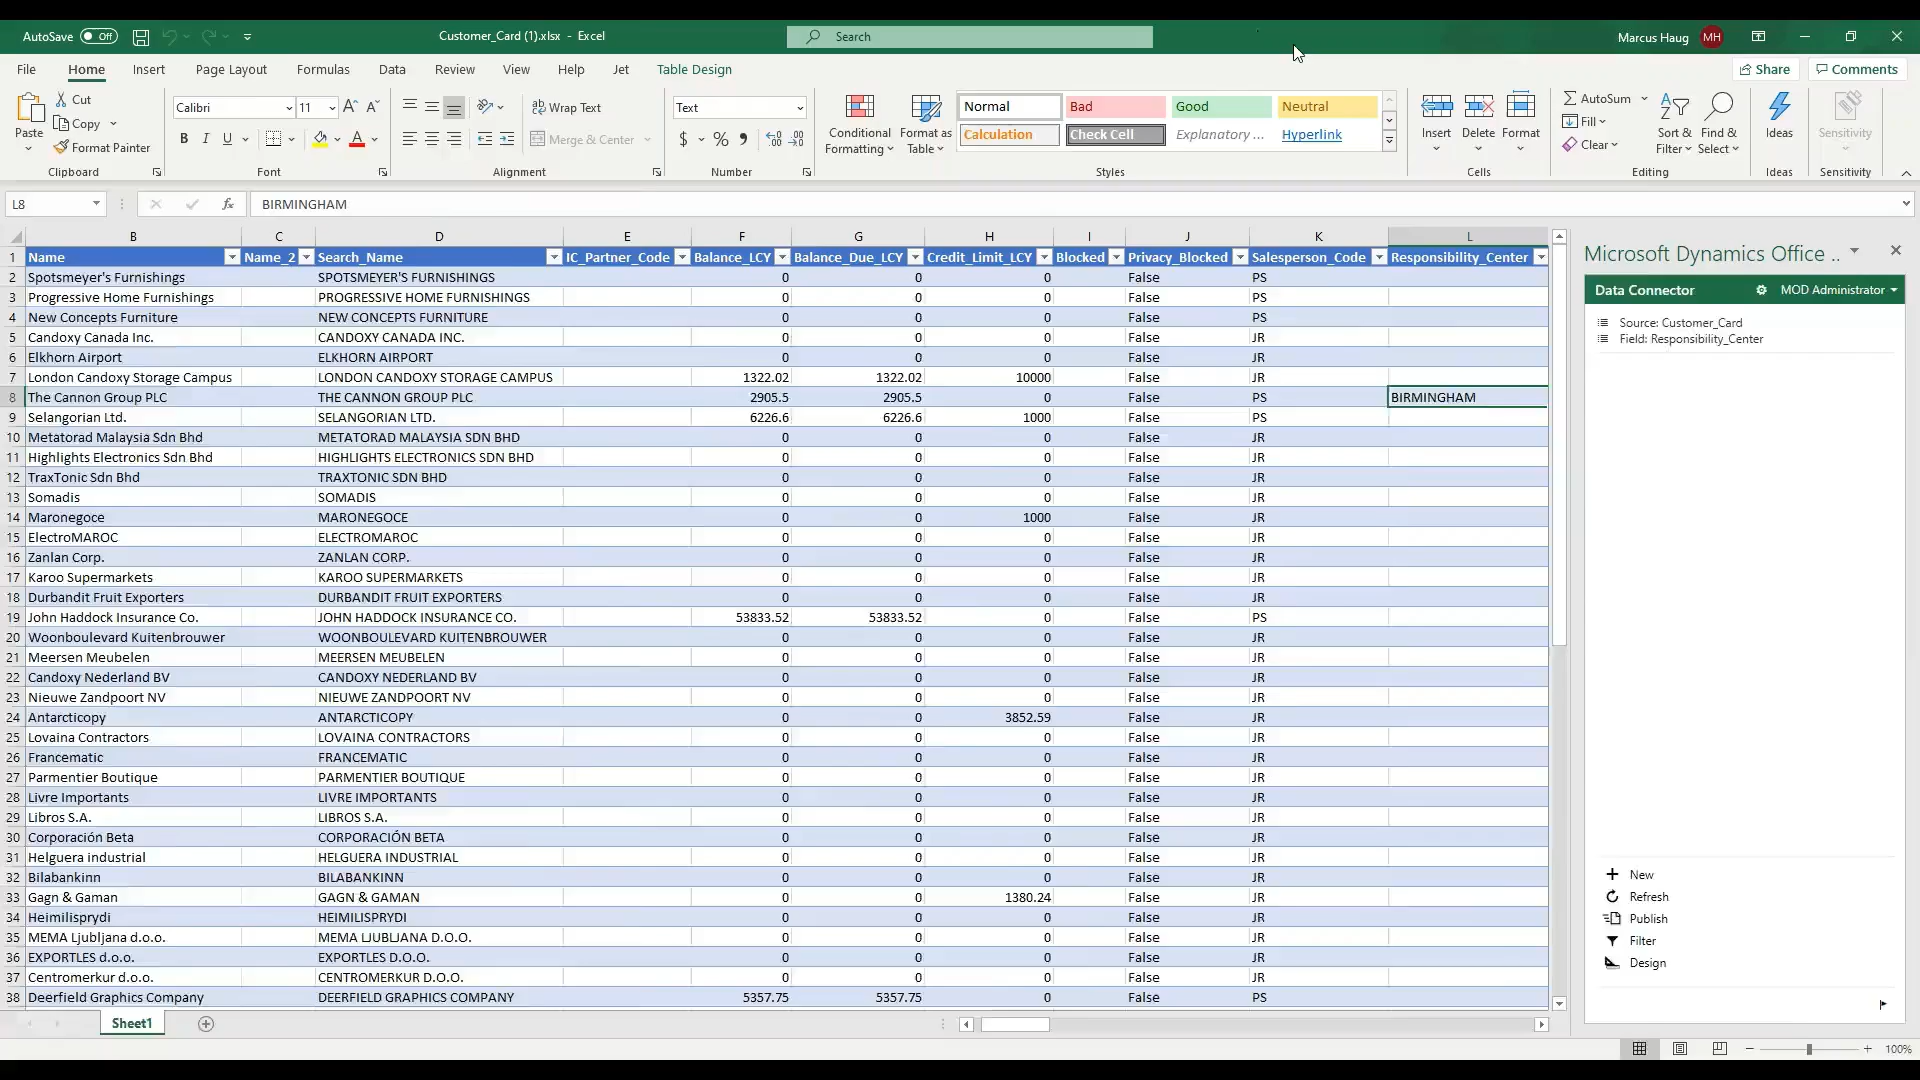 AutoSave Off Customer_Card (1).xlsx - Excel Search Marcus Haug MH
File Home Insert Page Layout Formulas Data Review View Help Jet Table Design Share Comments
Paste Cut Copy Format Painter Clipboard
Calibri 11 B I U Font
Wrap Text Merge & Center Alignment
Text $ % Number
Conditional Formatting Format as Table Normal Bad Good Neutral Calculation Check Cell Explanatory ... Hyperlink Styles
Insert Delete Format Cells
AutoSum Fill Clear Sort & Filter Find & Select Editing
Ideas Ideas
Sensitivity Sensitivity
L8 fx BIRMINGHAM
B C D E F G H I J K L
1 Name Name_2 Search_Name IC_Partner_Code Balance_LCY Balance_Due_LCY Credit_Limit_LCY Blocked Privacy_Blocked Salesperson_Code Responsibility_Center
2 Spotsmeyer's Furnishings SPOTSMEYER'S FURNISHINGS 0 0 0 False PS
3 Progressive Home Furnishings PROGRESSIVE HOME FURNISHINGS 0 0 0 False PS
4 New Concepts Furniture NEW CONCEPTS FURNITURE 0 0 0 False PS
5 Candoxy Canada Inc. CANDOXY CANADA INC. 0 0 0 False JR
6 Elkhorn Airport ELKHORN AIRPORT 0 0 0 False JR
7 London Candoxy Storage Campus LONDON CANDOXY STORAGE CAMPUS 1322.02 1322.02 10000 False JR
8 The Cannon Group PLC THE CANNON GROUP PLC 2905.5 2905.5 0 False PS BIRMINGHAM
9 Selangorian Ltd. SELANGORIAN LTD. 6226.6 6226.6 1000 False PS
10 Metatorad Malaysia Sdn Bhd METATORAD MALAYSIA SDN BHD 0 0 0 False JR
11 Highlights Electronics Sdn Bhd HIGHLIGHTS ELECTRONICS SDN BHD 0 0 0 False JR
12 TraxTonic Sdn Bhd TRAXTONIC SDN BHD 0 0 0 False JR
13 Somadis SOMADIS 0 0 0 False JR
14 Maronegoce MARONEGOCE 0 0 1000 False JR
15 ElectroMAROC ELECTROMAROC 0 0 0 False JR
16 Zanlan Corp. ZANLAN CORP. 0 0 0 False JR
17 Karoo Supermarkets KAROO SUPERMARKETS 0 0 0 False JR
18 Durbandit Fruit Exporters DURBANDIT FRUIT EXPORTERS 0 0 0 False JR
19 John Haddock Insurance Co. JOHN HADDOCK INSURANCE CO. 53833.52 53833.52 0 False PS
20 Woonboulevard Kuitenbrouwer WOONBOULEVARD KUITENBROUWER 0 0 0 False JR
21 Meersen Meubelen MEERSEN MEUBELEN 0 0 0 False JR
22 Candoxy Nederland BV CANDOXY NEDERLAND BV 0 0 0 False JR
23 Nieuwe Zandpoort NV NIEUWE ZANDPOORT NV 0 0 0 False JR
24 Antarcticopy ANTARCTICOPY 0 0 3852.59 False JR
25 Lovaina Contractors LOVAINA CONTRACTORS 0 0 0 False JR
26 Francematic FRANCEMATIC 0 0 0 False JR
27 Parmentier Boutique PARMENTIER BOUTIQUE 0 0 0 False JR
28 Livre Importants LIVRE IMPORTANTS 0 0 0 False JR
29 Libros S.A. LIBROS S.A. 0 0 0 False JR
30 Corporación Beta CORPORACIÓN BETA 0 0 0 False JR
31 Helguera industrial HELGUERA INDUSTRIAL 0 0 0 False JR
32 Bilabankinn BILABANKINN 0 0 0 False JR
33 Gagn & Gaman GAGN & GAMAN 0 0 1380.24 False JR
34 Heimilisprydi HEIMILISPRYDI 0 0 0 False JR
35 MEMA Ljubljana d.o.o. MEMA LJUBLJANA D.O.O. 0 0 0 False JR
36 EXPORTLES d.o.o. EXPORTLES D.O.O. 0 0 0 False JR
37 Centromerkur d.o.o. CENTROMERKUR D.O.O. 0 0 0 False JR
38 Deerfield Graphics Company DEERFIELD GRAPHICS COMPANY 5357.75 5357.75 0 False PS
Microsoft Dynamics Office ..
Data Connector MOD Administrator
Source: Customer_Card
Field: Responsibility_Center
New
Refresh
Publish
Filter
Design
Sheet1
100%